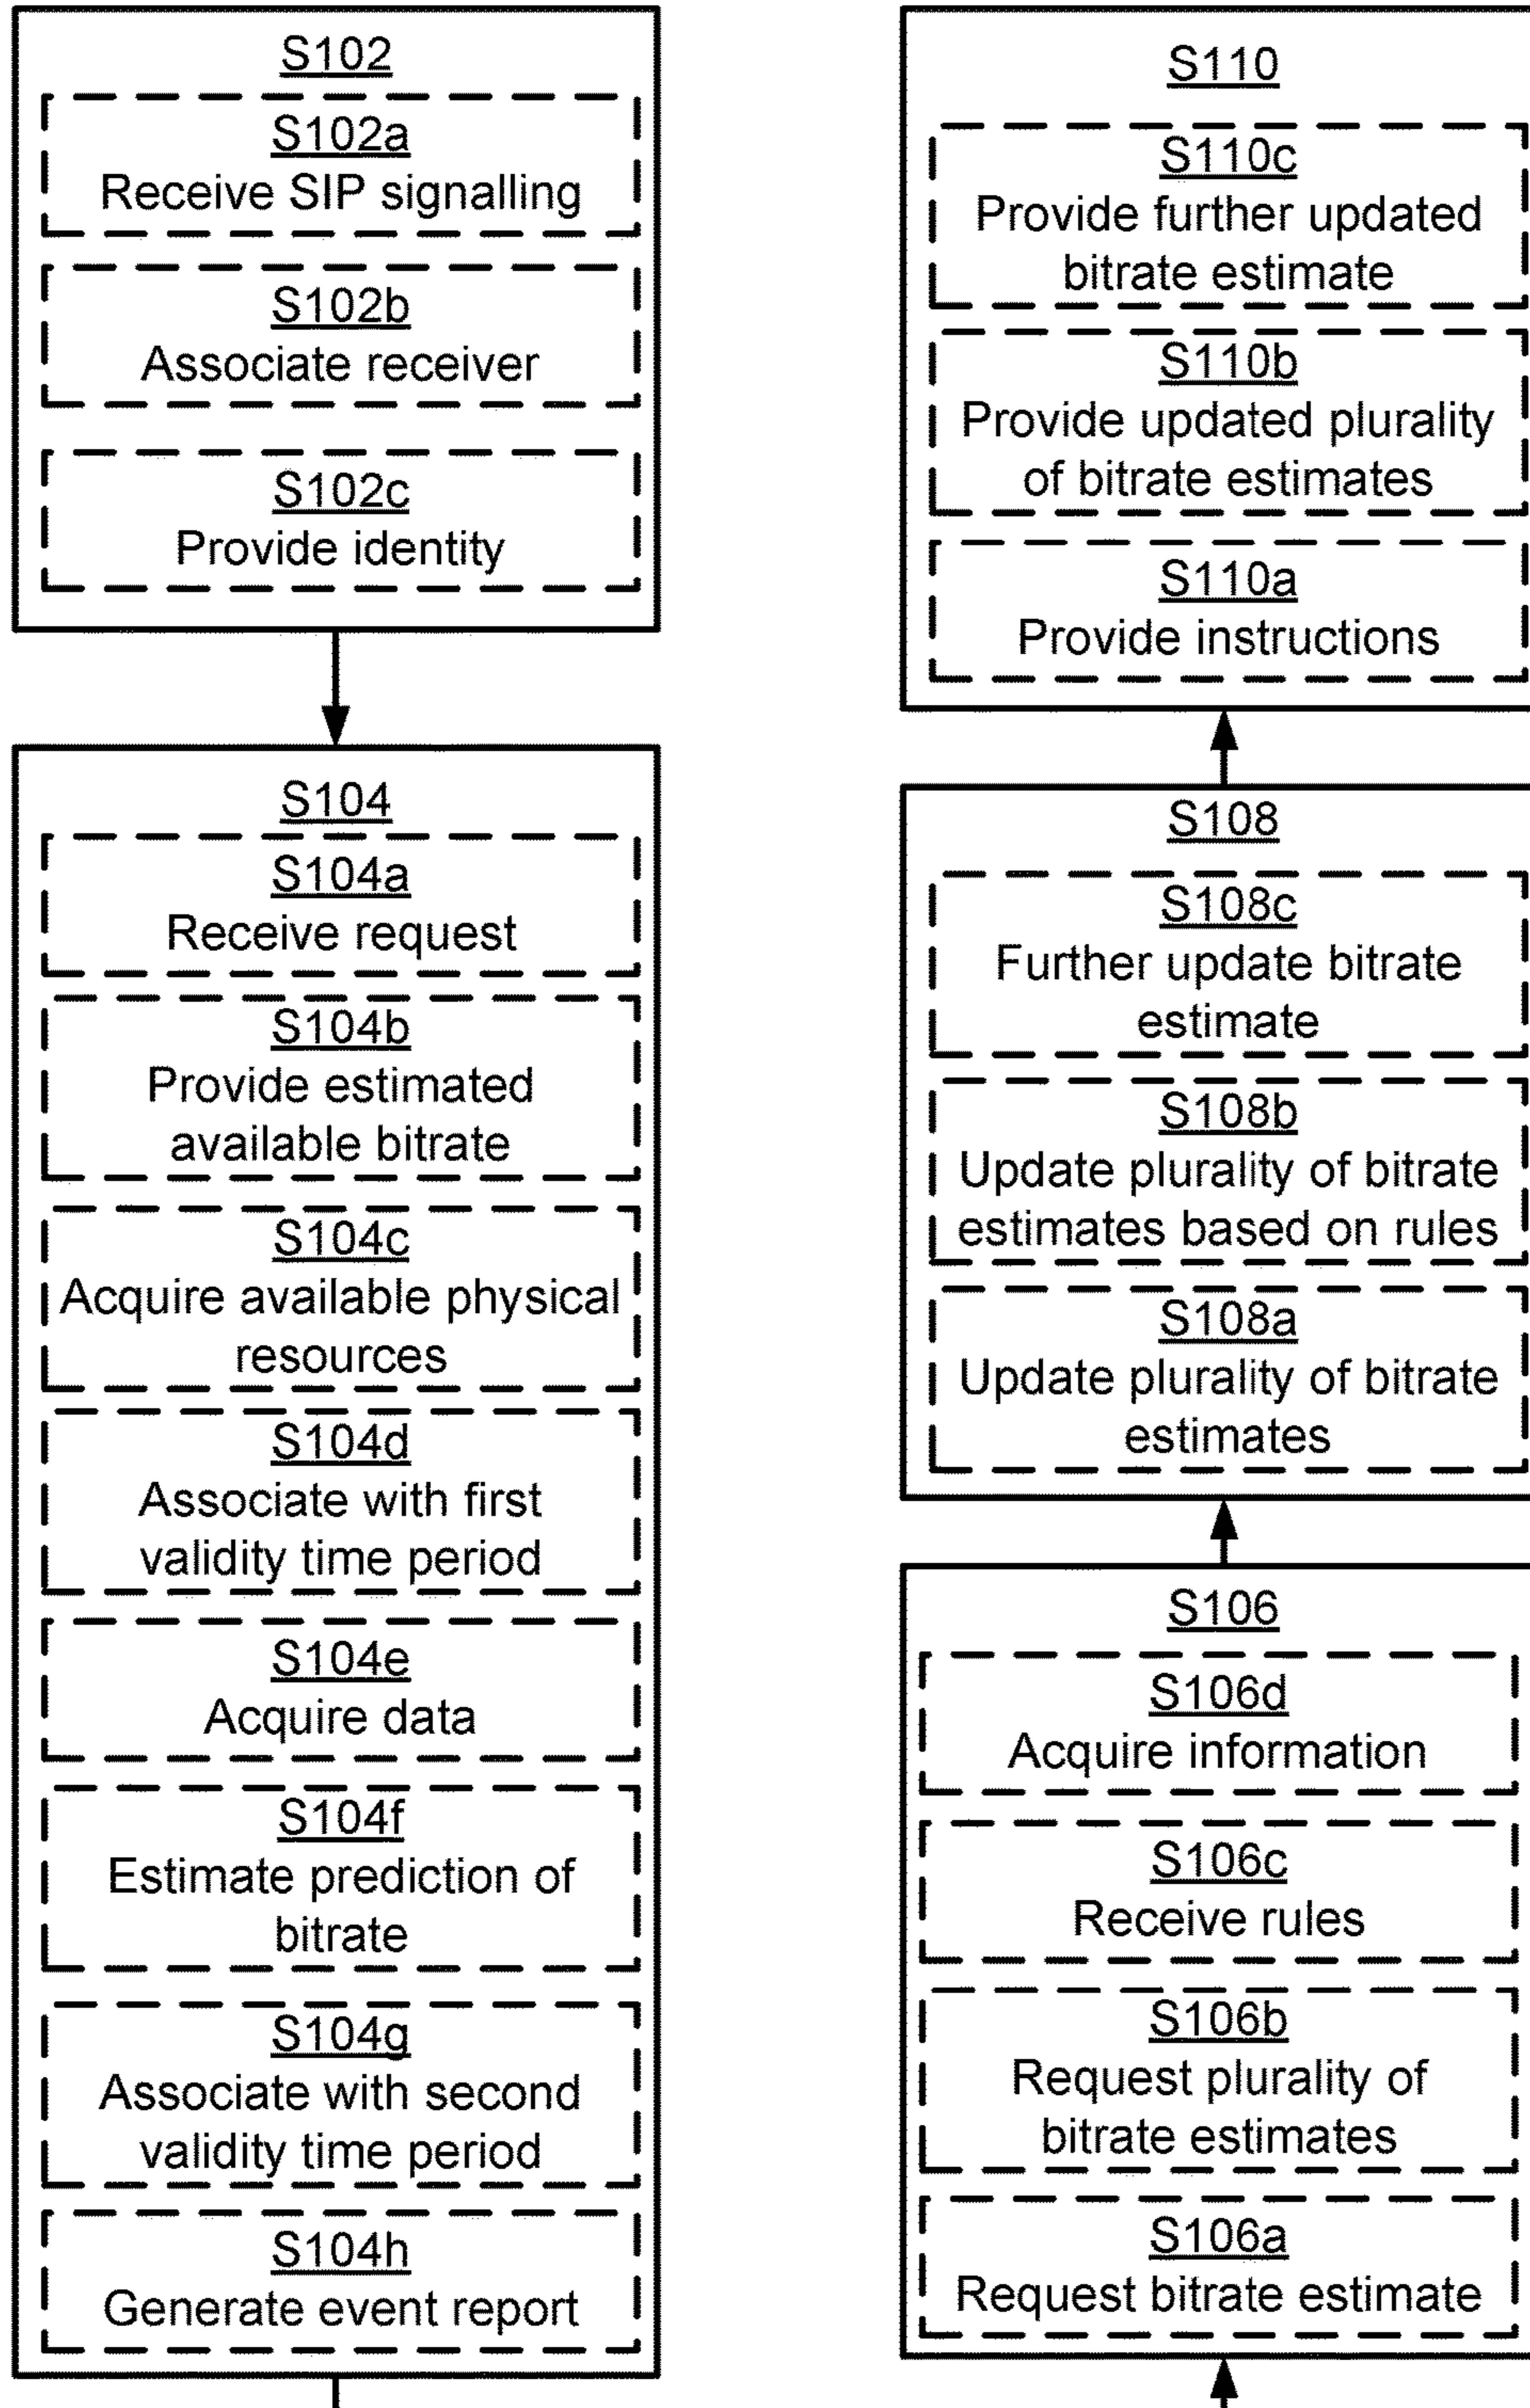 S102
S102a
Receive SIP signalling
S102b
Associate receiver
S102c
Provide identity
S104
S104a
Receive request
S104b
Provide estimated
available bitrate
S104c
Acquire available physical
resources
S104d
Associate with first
validity time period
S104e
Acquire data
S104f
Estimate prediction of
bitrate
S104g
Associate with second
validity time period
S104h
Generate event report
S110
S110c
Provide further updated
bitrate estimate
S110b
Provide updated plurality
of bitrate estimates
S110a
Provide instructions
S108
S108c
Further update bitrate
estimate
S108b
Update plurality of bitrate
estimates based on rules
S108a
Update plurality of bitrate
estimates
S106
S106d
Acquire information
S106c
Receive rules
S106b
Request plurality of
bitrate estimates
S106a
Request bitrate estimate